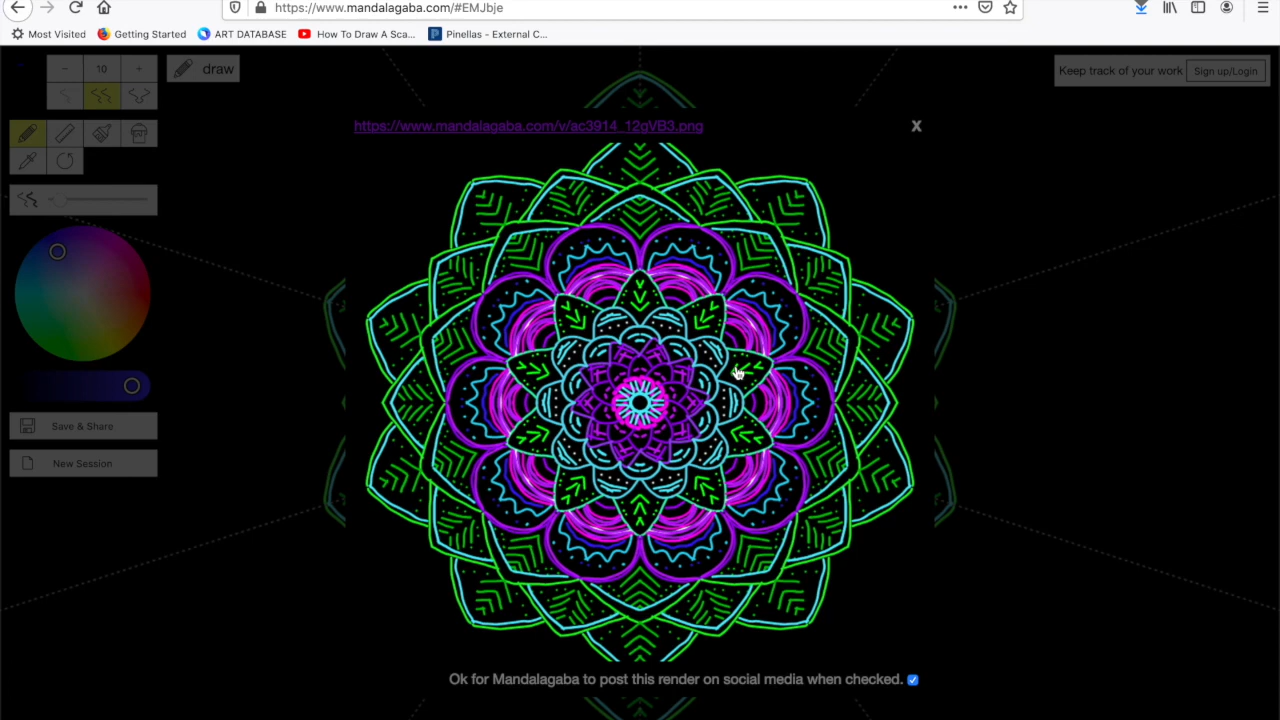 https://www.mandalagaba.com/#EMJbje
Most Visited Getting Started ART DATABASE How To Draw A Sca... Pinellas - External C...
− 10 + draw
Keep track of your work Sign up/Login
https://www.mandalagaba.com/v/ac3914_12gVB3.png X
Save & Share
New Session
Ok for Mandalagaba to post this render on social media when checked.